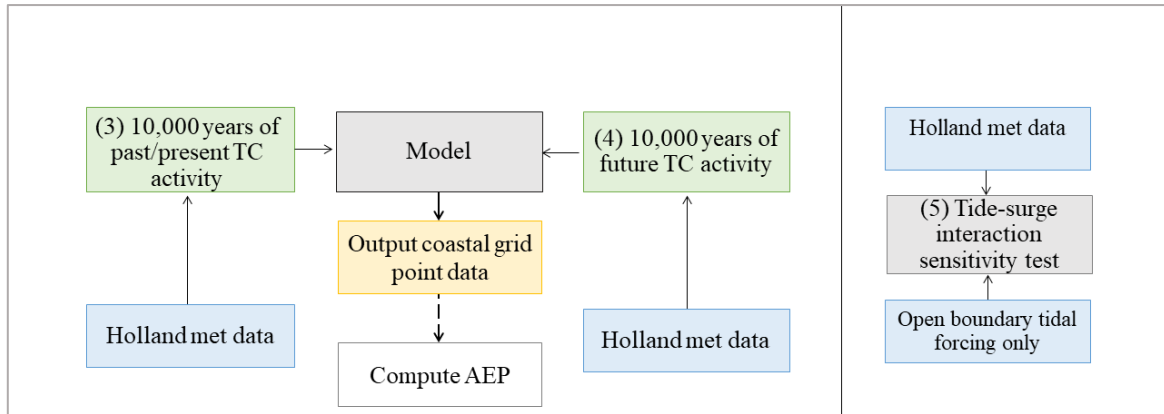 (3) 10,000 years of
past/present TC
activity
Model
(4) 10,000 years of
future TC activity
Output coastal grid
point data
Holland met data
Holland met data
Compute AEP
Holland met data
(5) Tide-surge
interaction
sensitivity test
Open boundary tidal
forcing only